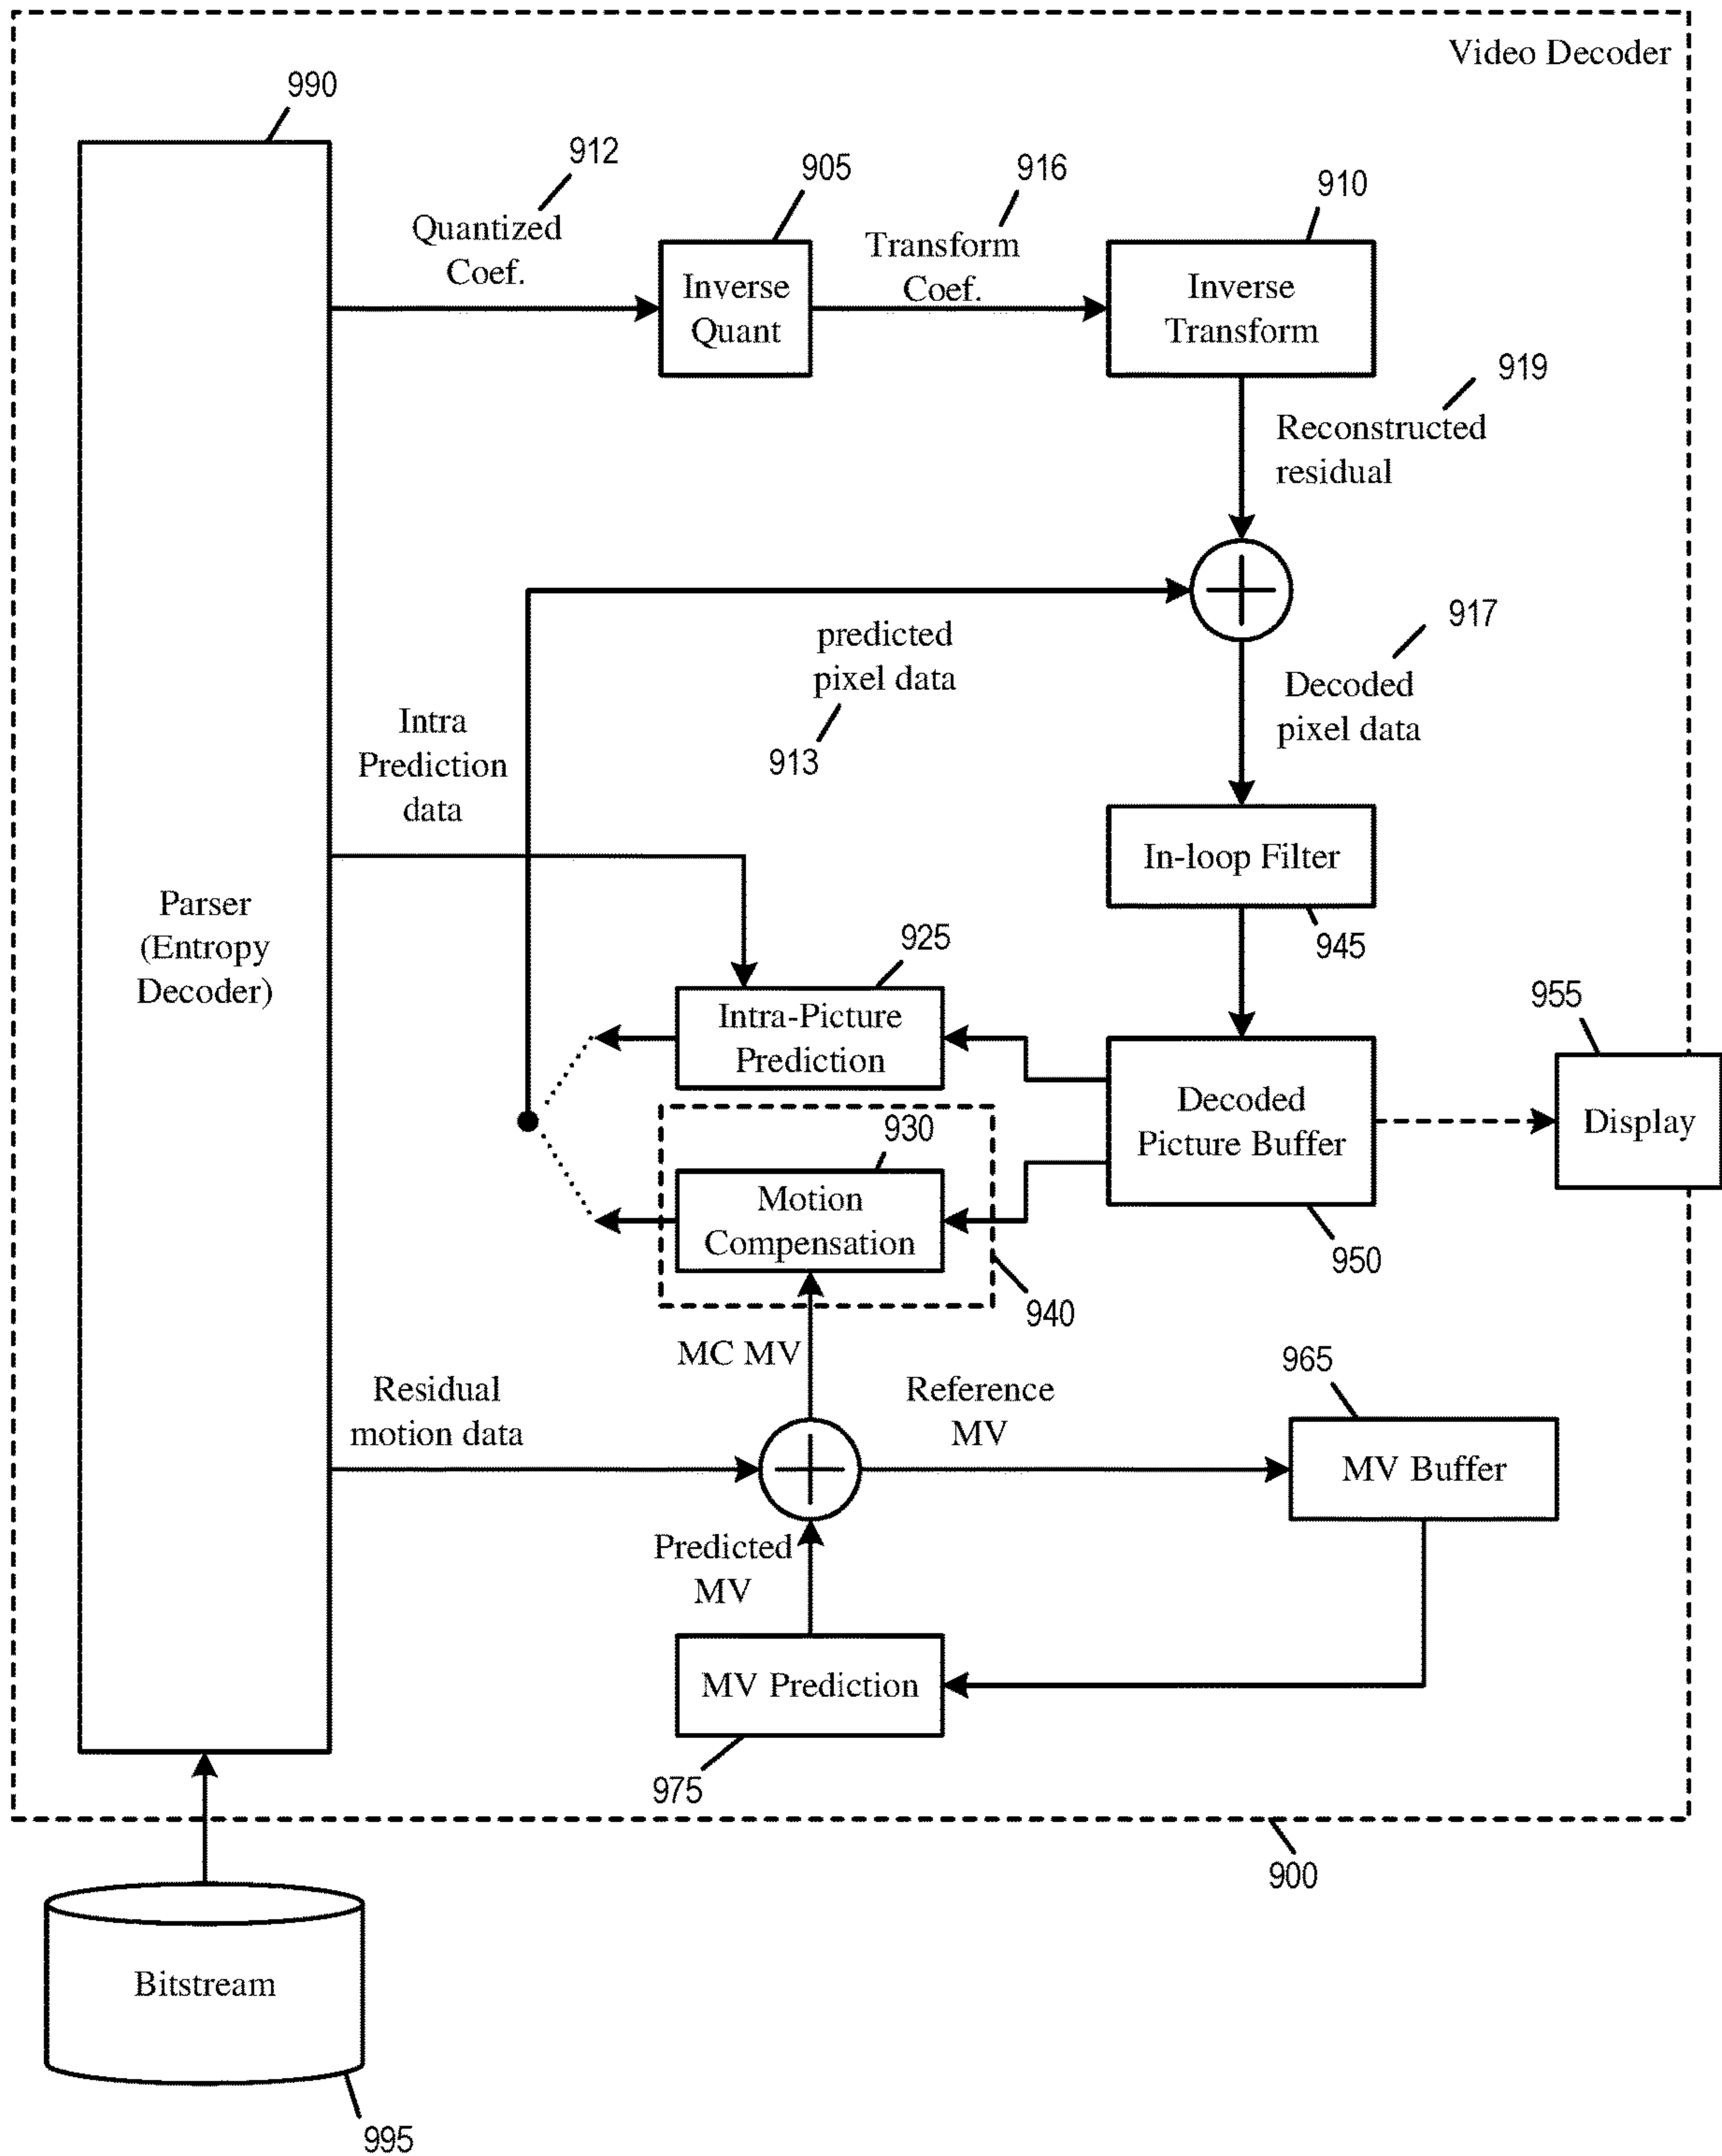 Video Decoder
990
912
905
916
910
Quantized
Coef.
Inverse
Quant
Transform
Coef.
Inverse
Transform
919
Reconstructed
residual
predicted
pixel data
913
917
Decoded
pixel data
Intra
Prediction
data
In-loop Filter
945
Parser
(Entropy
Decoder)
925
Intra-Picture
Prediction
955
Decoded
Picture Buffer
Display
930
Motion
Compensation
950
940
MC MV
965
Residual
motion data
Reference
MV
MV Buffer
Predicted
MV
MV Prediction
975
900
Bitstream
995